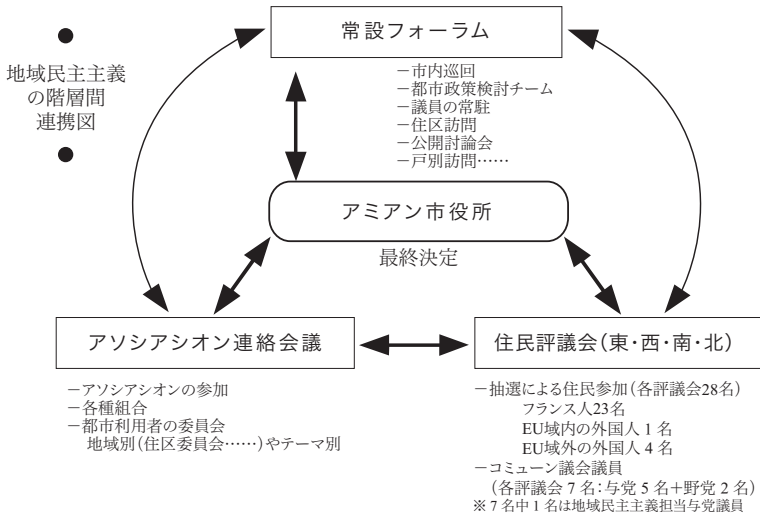 地域民主主義
の階層間
連携図
常設フォーラム
－市内巡回
－都市政策検討チーム
－議員の常駐
－住区訪問
－公開討論会
－戸別訪問……
アミアン市役所
最終決定
アソシアシオン連絡会議
－アソシアシオンの参加
－各種組合
－都市利用者の委員会
地域別(住区委員会……)やテーマ別
住民評議会(東・西・南・北)
－抽選による住民参加(各評議会28名)
フランス人23名
EU域内の外国人 1 名
EU域外の外国人 4 名
－コミューン議会議員
(各評議会 7 名：与党 5 名＋野党 2 名)
※ 7 名中 1 名は地域民主主義担当与党議員